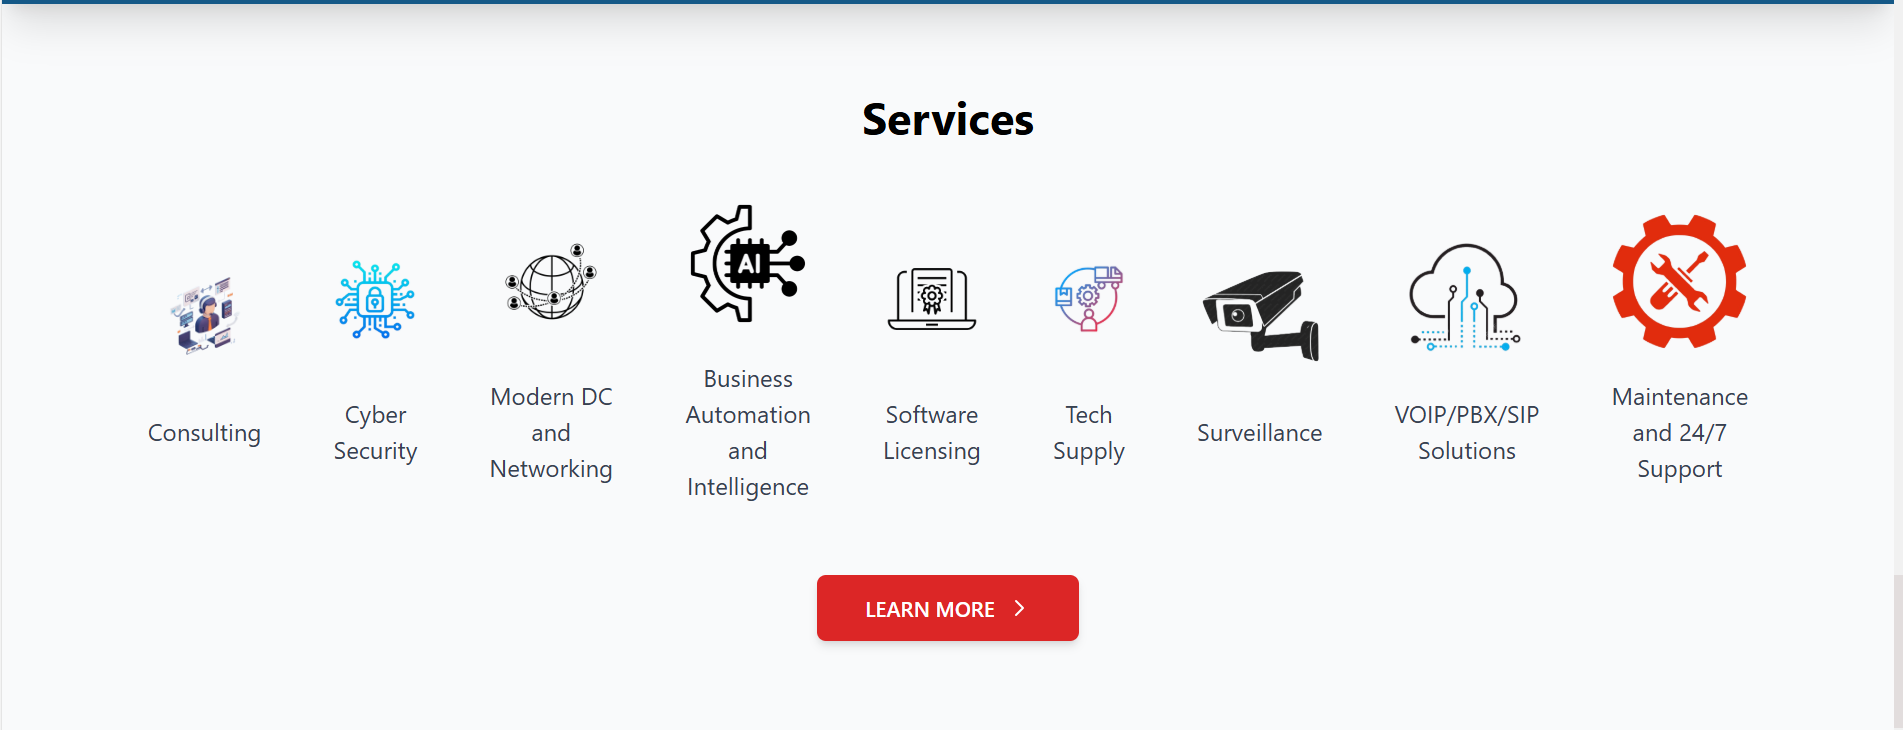 Services
AI
Consulting
Cyber
Security
Modern DC
and
Networking
Business
Automation
and
Intelligence
Software
Licensing
Tech
Supply
Surveillance
VOIP/PBX/SIP
Solutions
Maintenance
and 24/7
Support
LEARN MORE